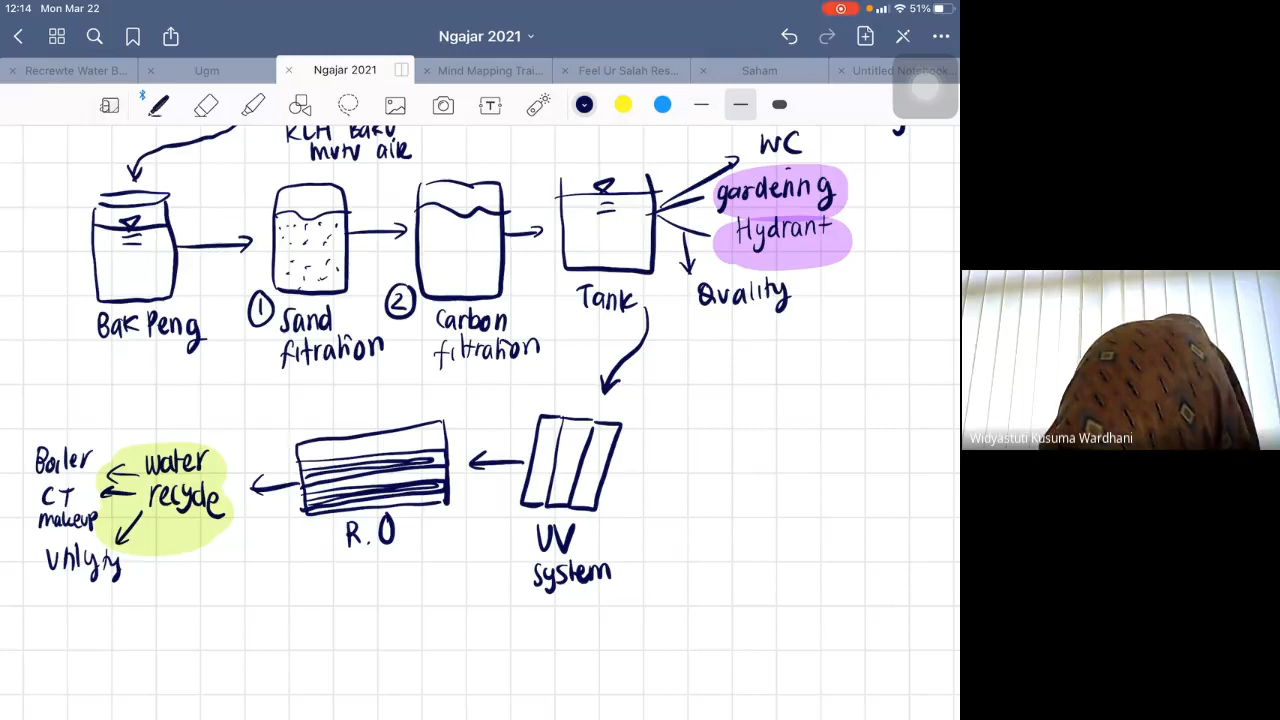 12:14 Mon Mar 22
51%
Ngajar 2021
Recrewte Water B...
Ugm
Ngajar 2021
Mind Mapping Trai...
Feel Ur Salah Res...
Saham
Untitled Notebook...
T
KLH Baku
mutu air
WC
gardening
Hydrant
Quality
Bak Peng
1 Sand
filtration
2 Carbon
filtration
Tank
Boiler
CT
makeup
water
recycle
R.O
UV
system
Widyastuti Kusuma Wardhani